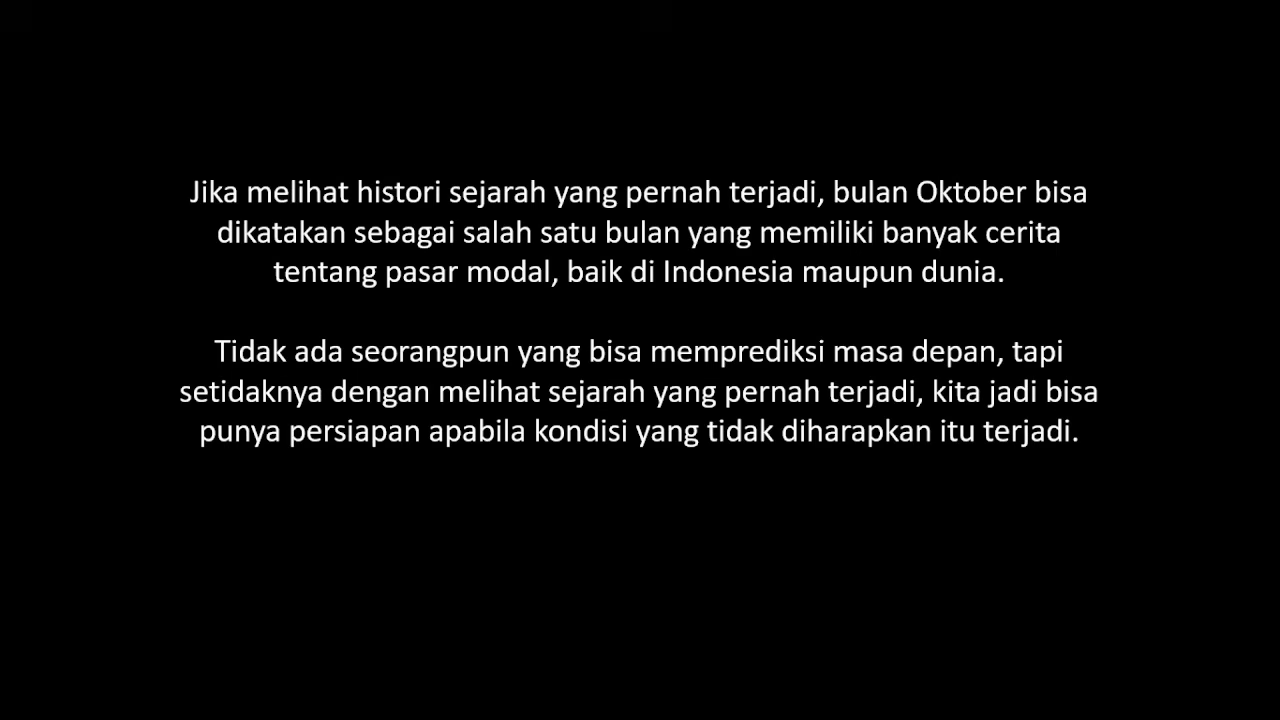 Jika melihat histori sejarah yang pernah terjadi, bulan Oktober bisa
dikatakan sebagai salah satu bulan yang memiliki banyak cerita
tentang pasar modal, baik di Indonesia maupun dunia.
Tidak ada seorangpun yang bisa memprediksi masa depan, tapi
setidaknya dengan melihat sejarah yang pernah terjadi, kita jadi bisa
punya persiapan apabila kondisi yang tidak diharapkan itu terjadi.